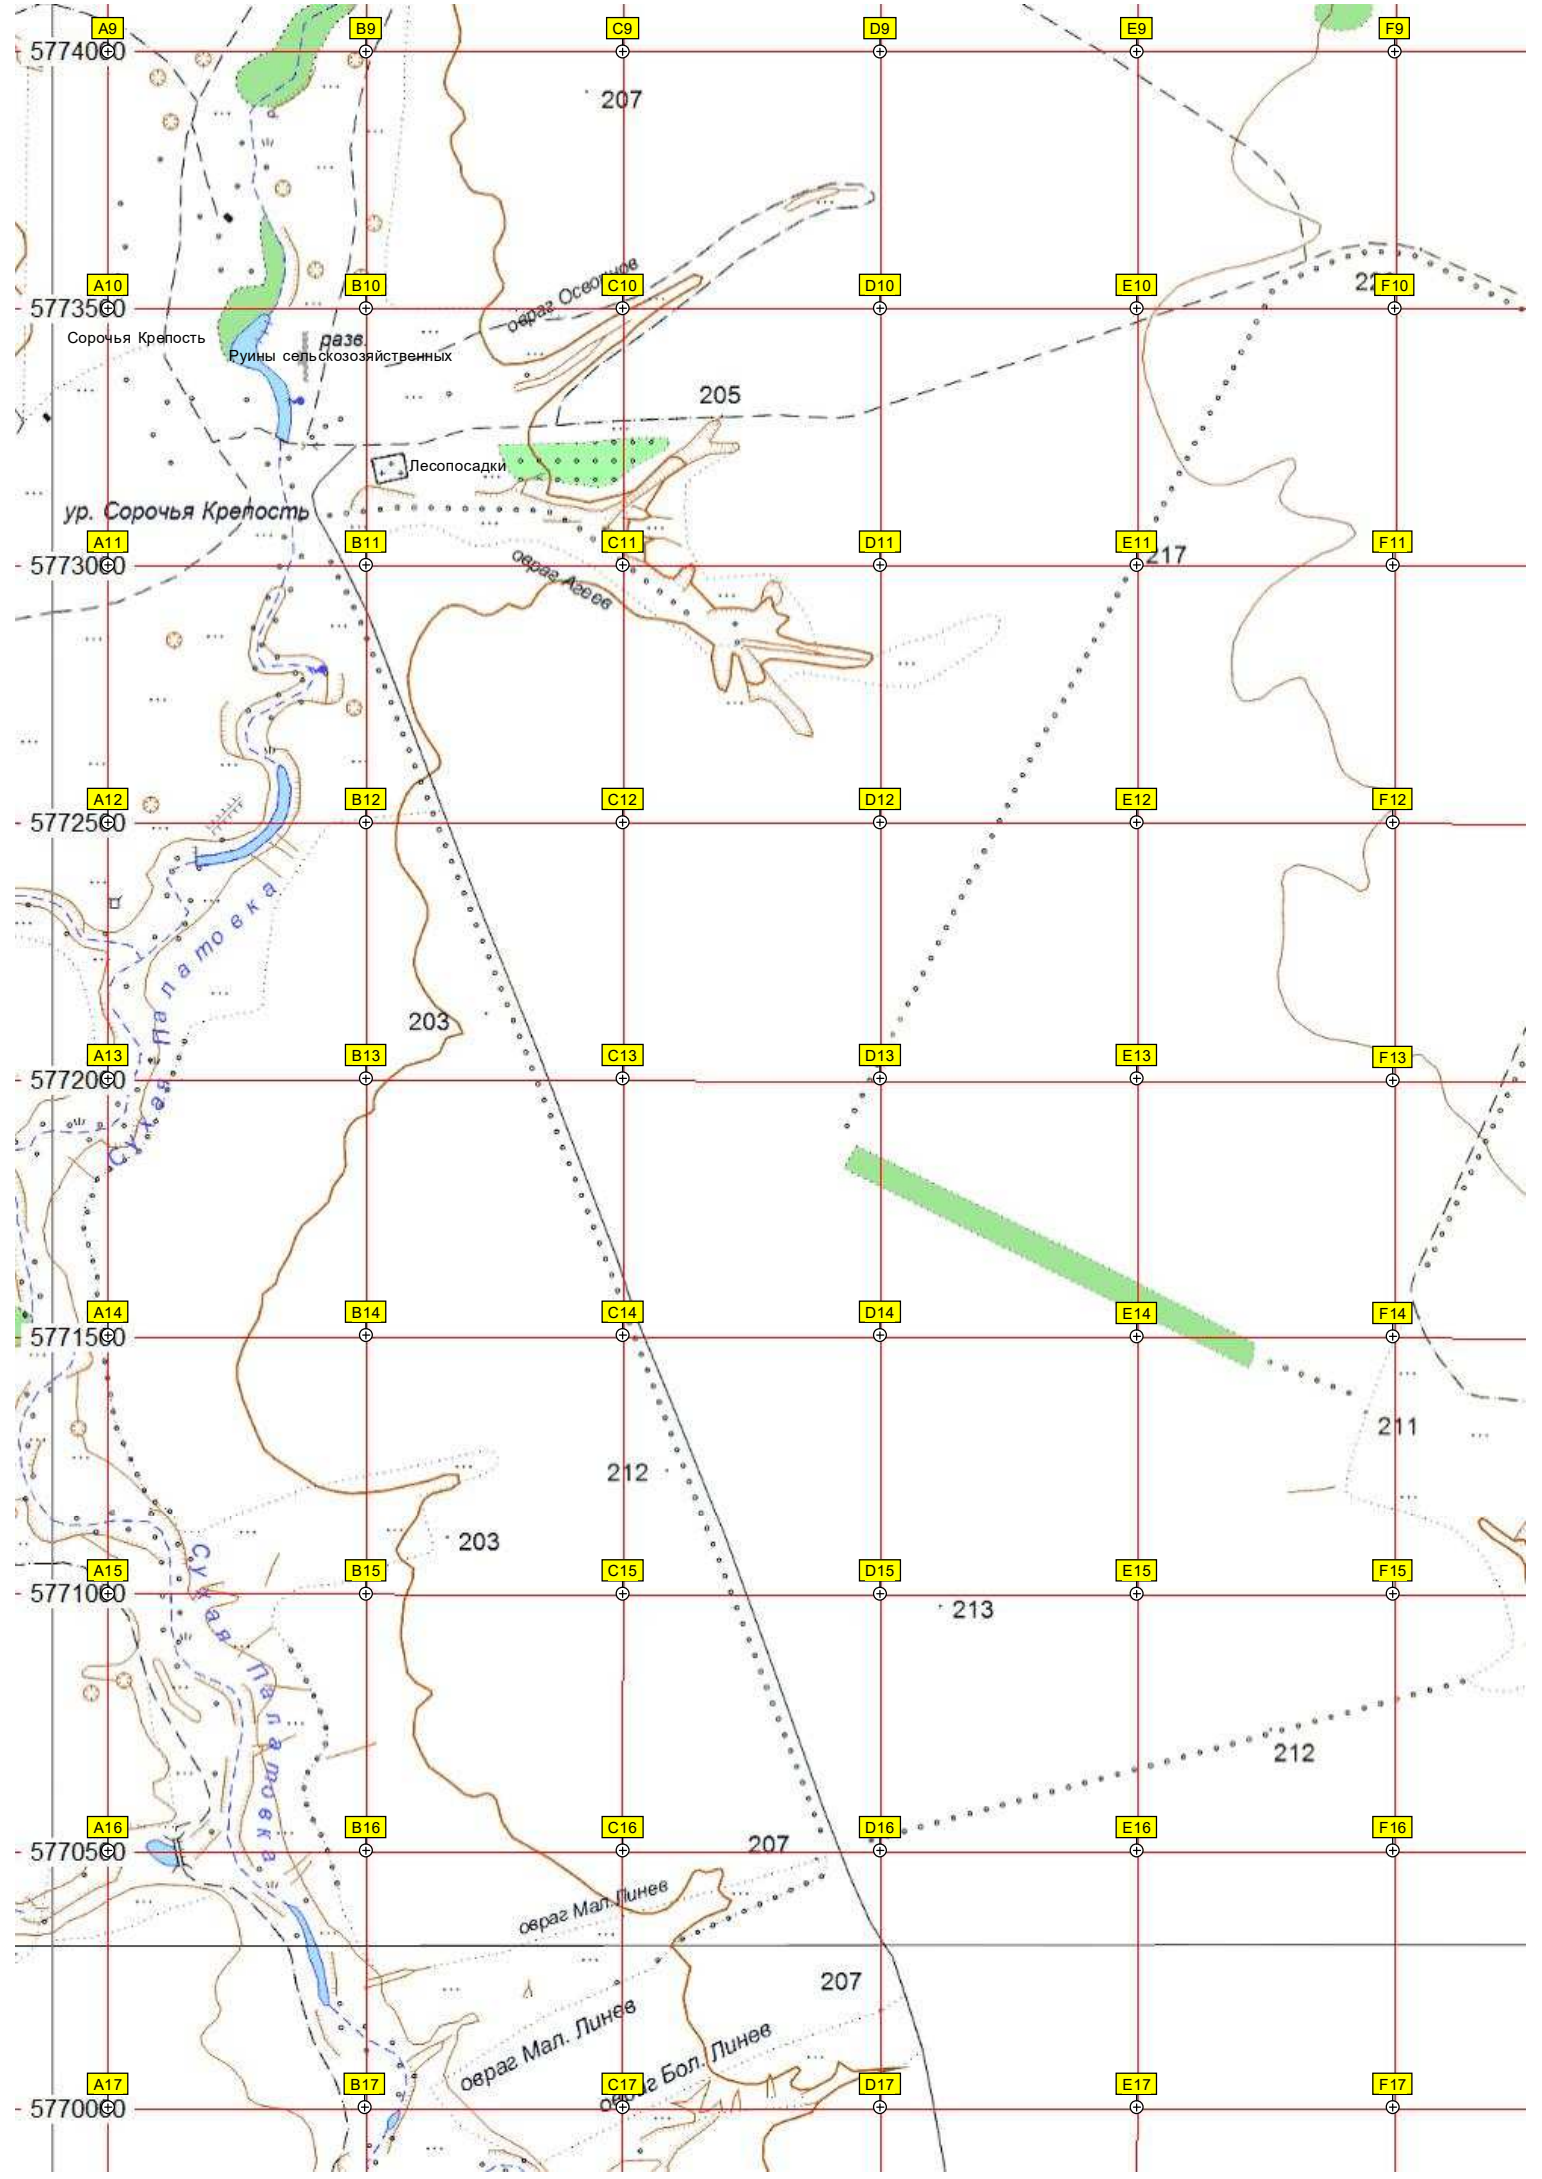 A9 B9 C9 D9 E9 F9
5774000
207
овраг Осволнов
A10 B10 C10 D10 E10 F10
5773500
Сорочья Крепость
разв.
Руины сельскозозяйственных
205
Лесопосадки
ур. Сорочья Крепость
A11 B11 C11 D11 E11 F11
5773000
217
овраг Агеев
A12 B12 C12 D12 E12 F12
5772500
Сухая Палатовка
203
A13 B13 C13 D13 E13 F13
5772000
A14 B14 C14 D14 E14 F14
5771500
211
212
203
A15 B15 C15 D15 E15 F15
5771000
213
Сухая Палатовка
212
A16 B16 C16 D16 E16 F16
5770500
207
овраг Мал.Линев
207
овраг Мал. Линев
овраг Бол. Линев
A17 B17 C17 D17 E17 F17
5770000